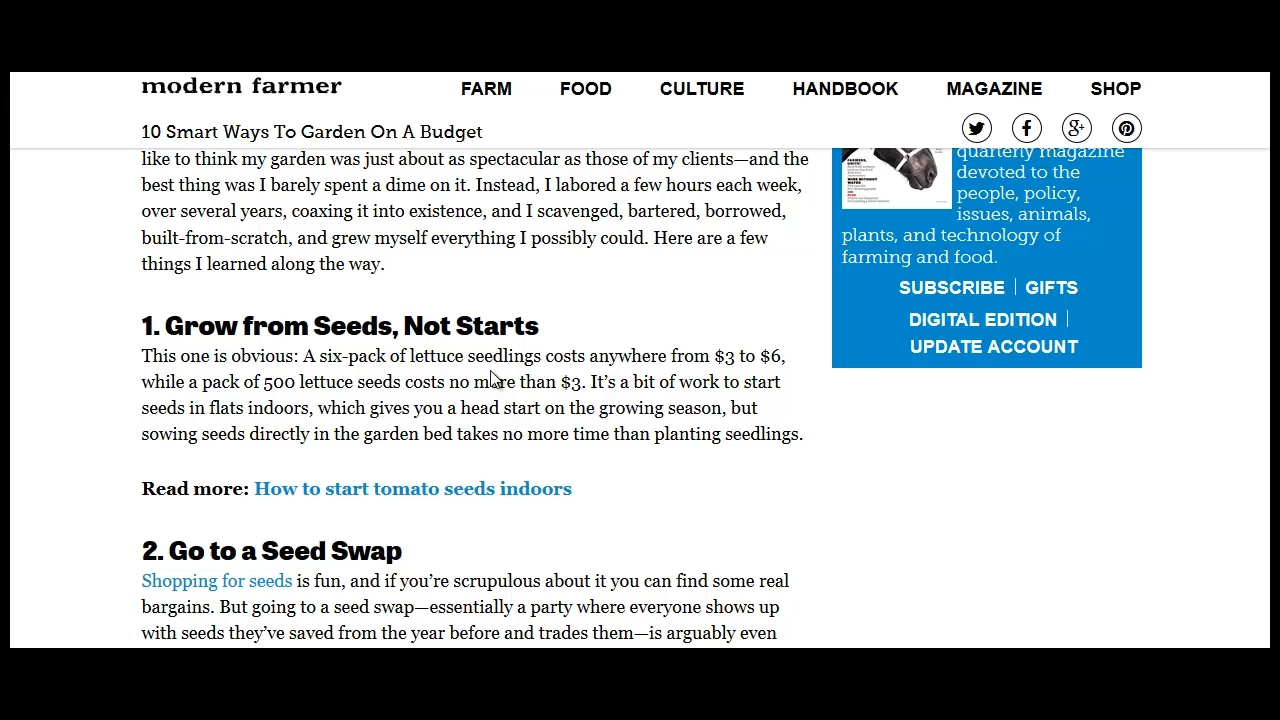 modern farmer
FARM FOOD CULTURE HANDBOOK MAGAZINE SHOP
10 Smart Ways To Garden On A Budget
like to think my garden was just about as spectacular as those of my clients—and the
best thing was I barely spent a dime on it. Instead, I labored a few hours each week,
over several years, coaxing it into existence, and I scavenged, bartered, borrowed,
built-from-scratch, and grew myself everything I possibly could. Here are a few
things I learned along the way.
1. Grow from Seeds, Not Starts
This one is obvious: A six-pack of lettuce seedlings costs anywhere from $3 to $6,
while a pack of 500 lettuce seeds costs no more than $3. It’s a bit of work to start
seeds in flats indoors, which gives you a head start on the growing season, but
sowing seeds directly in the garden bed takes no more time than planting seedlings.
Read more: How to start tomato seeds indoors
2. Go to a Seed Swap
Shopping for seeds is fun, and if you’re scrupulous about it you can find some real
bargains. But going to a seed swap—essentially a party where everyone shows up
with seeds they’ve saved from the year before and trades them—is arguably even
quarterly magazine
devoted to the
people, policy,
issues, animals,
plants, and technology of
farming and food.
SUBSCRIBE | GIFTS
DIGITAL EDITION |
UPDATE ACCOUNT